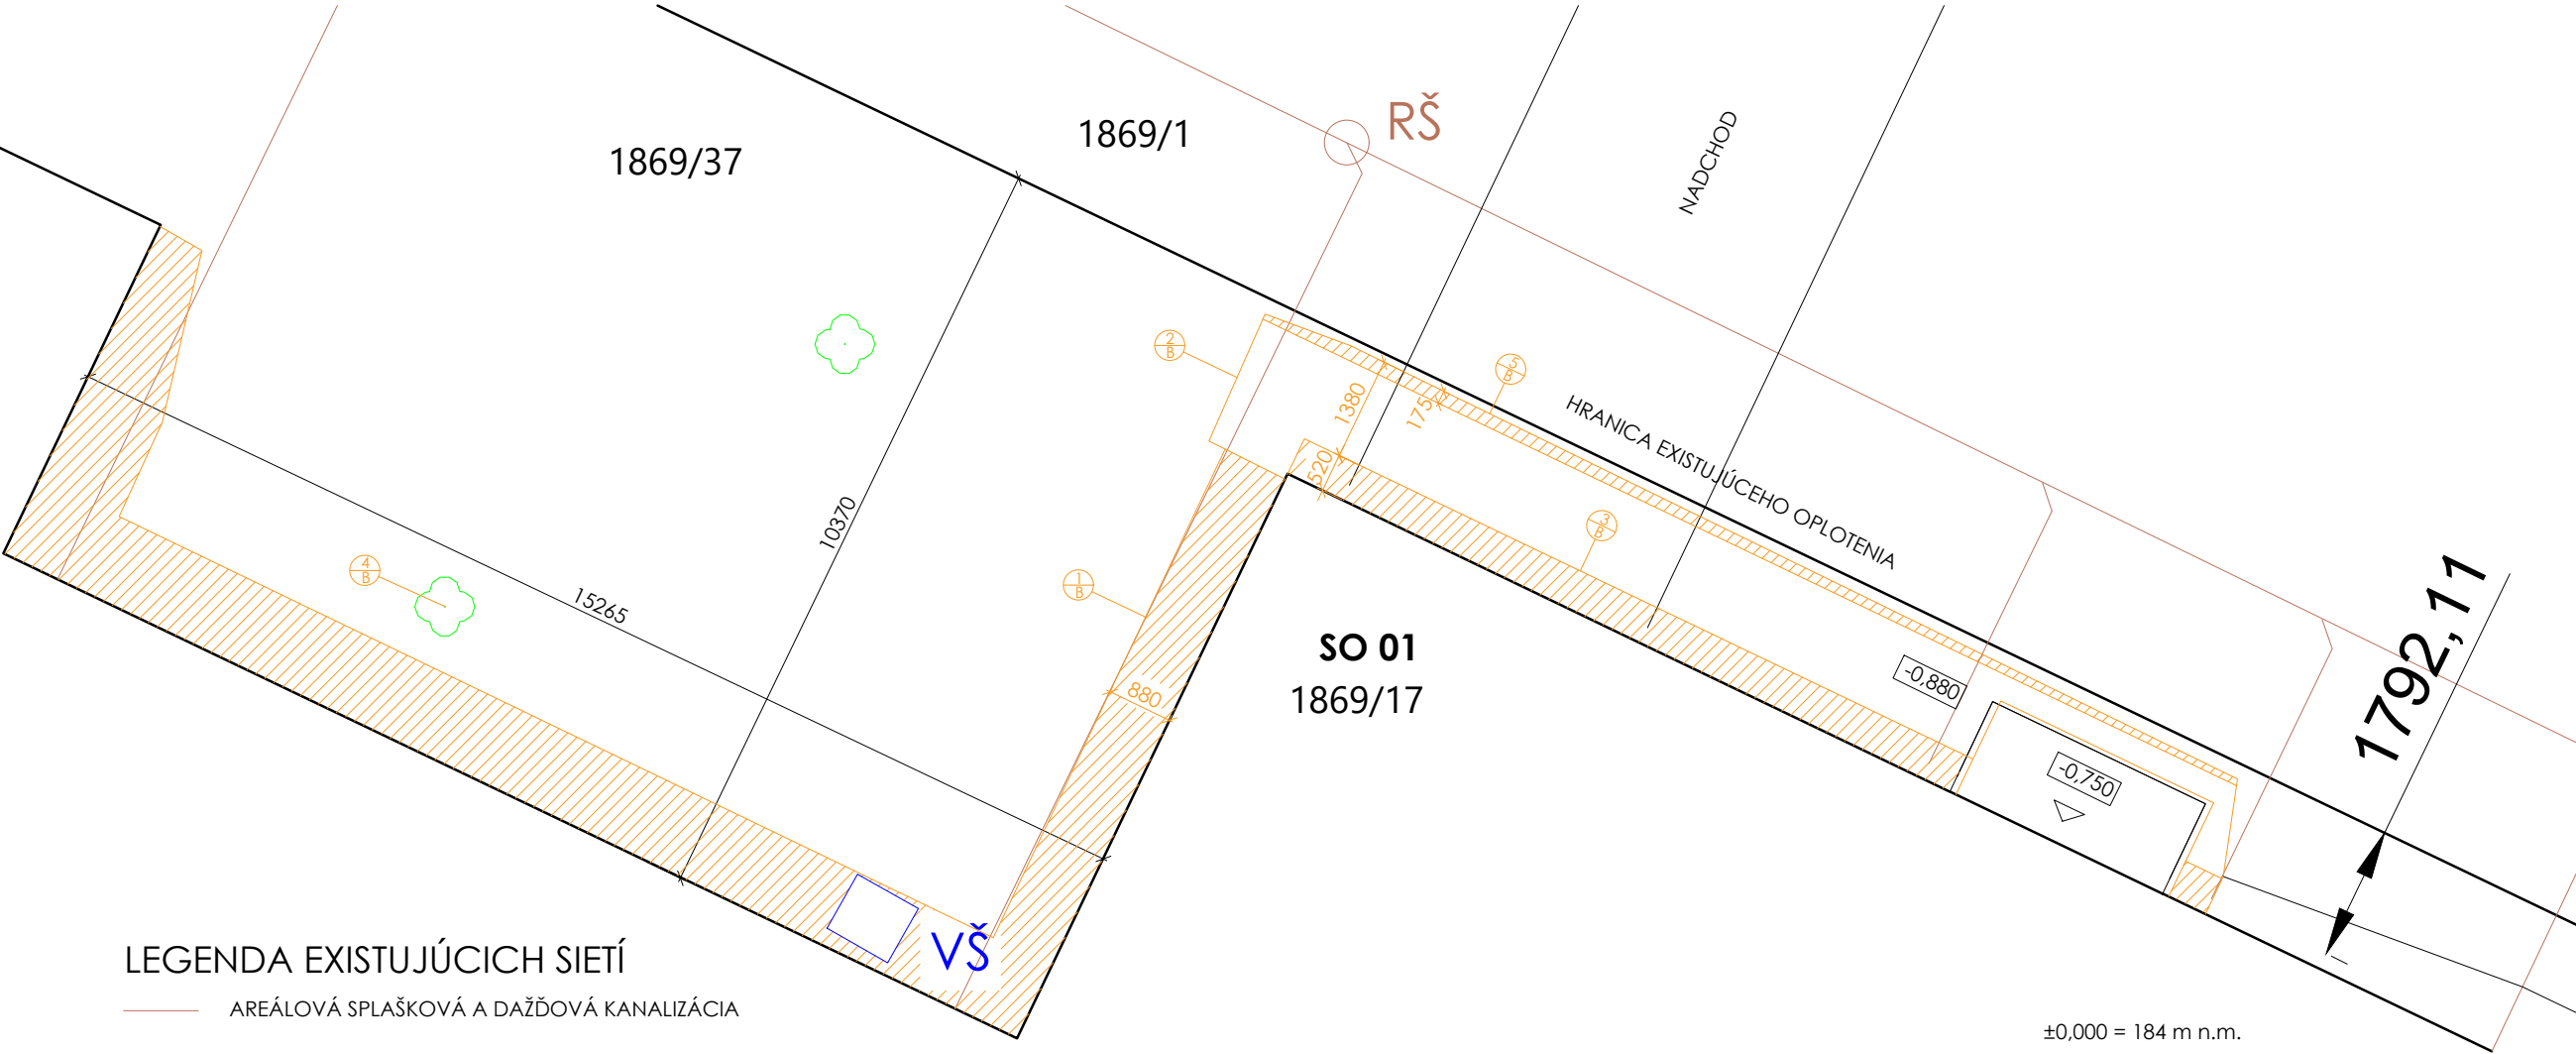 RŠ
1869/1
1869/37
NADCHOD
2
B
5
B
1380
175
HRANICA EXISTUJÚCEHO OPLOTENIA
520
10370
3
B
4
B
1
B
15265
1792,11
SO 01
1869/17
-0,880
880
-0,750
VŠ
LEGENDA EXISTUJÚCICH SIETÍ
AREÁLOVÁ SPLAŠKOVÁ A DAŽĎOVÁ KANALIZÁCIA
±0,000 = 184 m n.m.